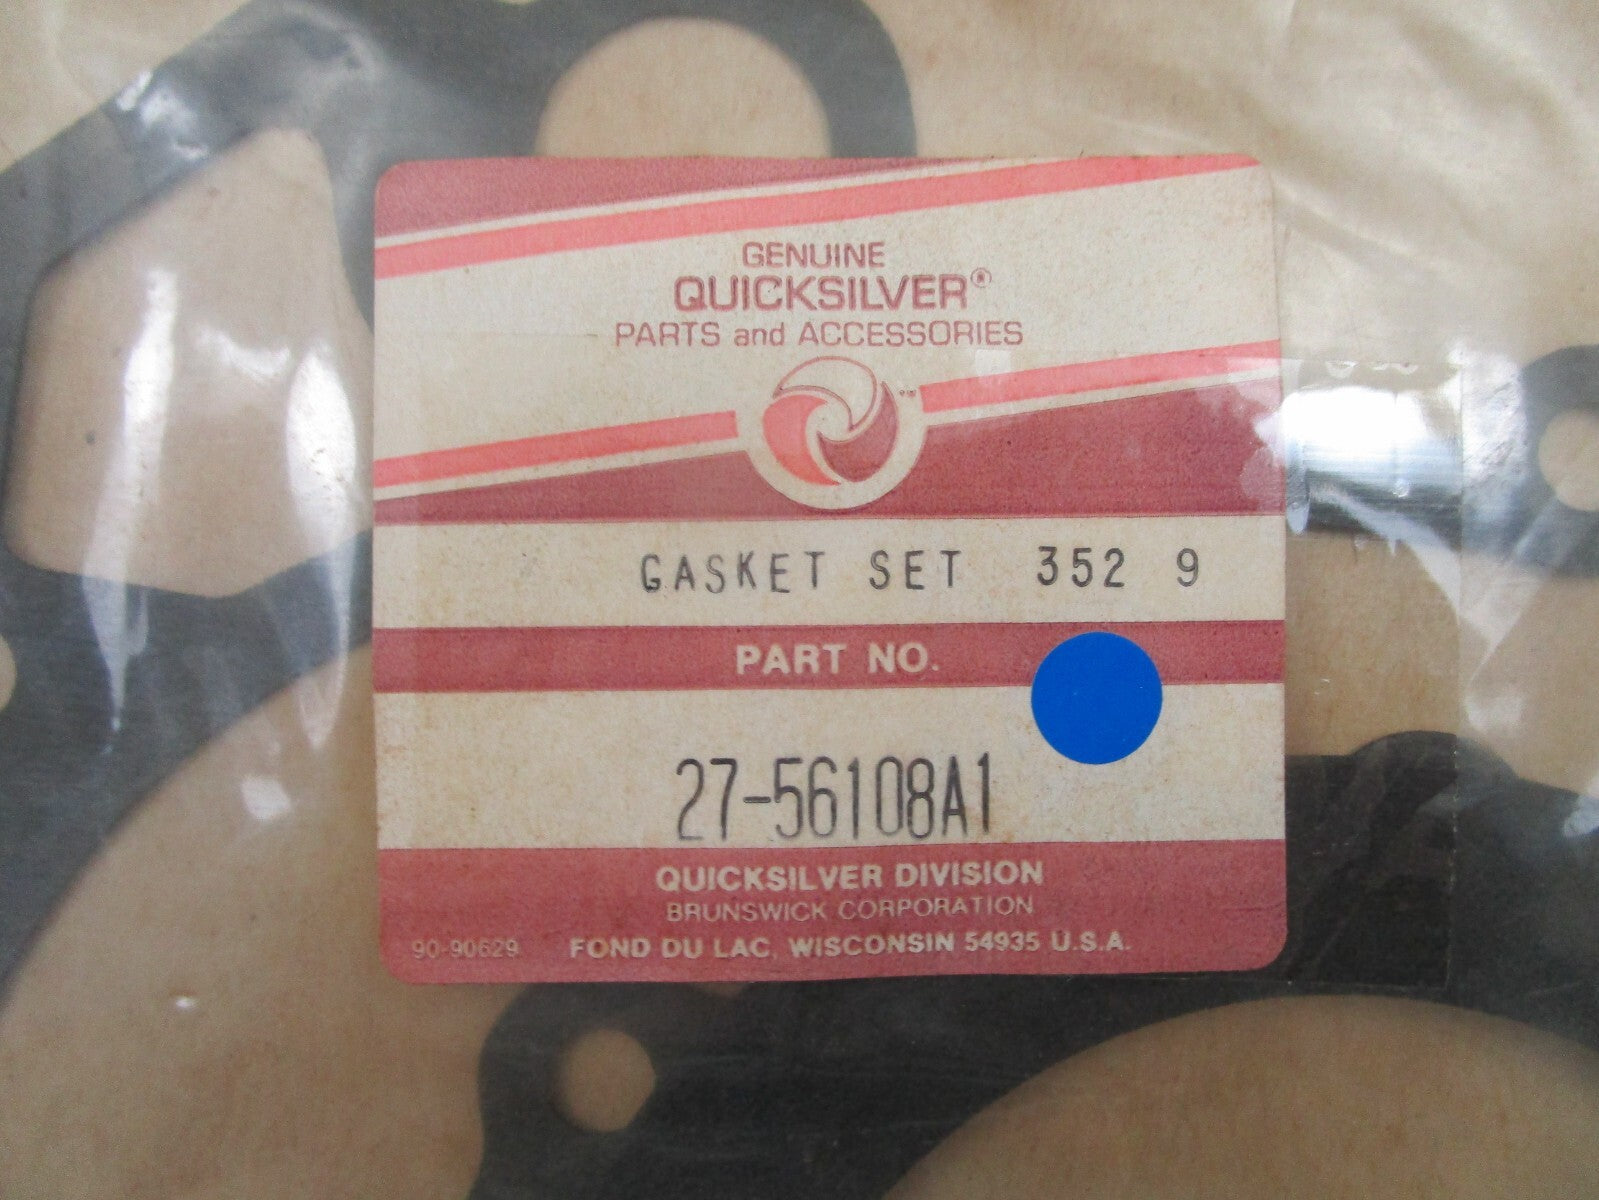 GENUINE
QUICKSILVER®
PARTS and ACCESSORIES
GASKET SET 352 9
PART NO.
27-56108A1
QUICKSILVER DIVISION
BRUNSWICK CORPORATION
90-90629 FOND DU LAC, WISCONSIN 54935 U.S.A.